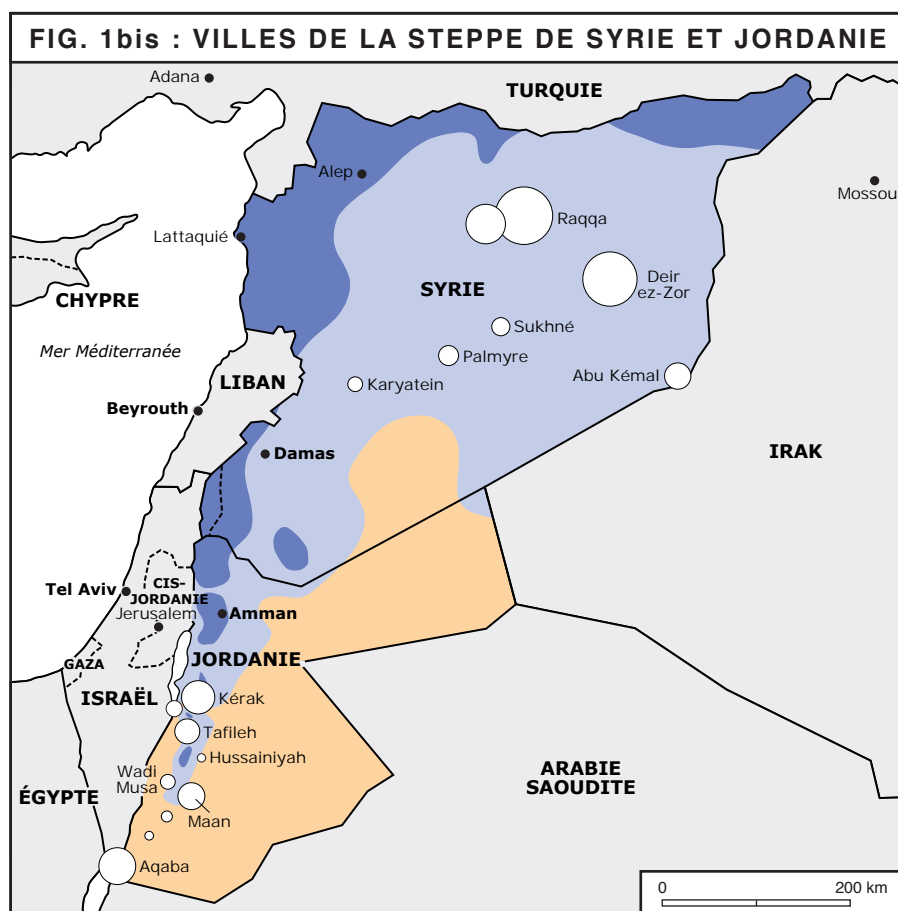 FIG. 1bis : VILLES DE LA STEPPE DE SYRIE ET JORDANIE
Adana
TURQUIE
Alep
Mossou
Raqqa
Lattaquié
Deir
ez-Zor
SYRIE
CHYPRE
Sukhné
Mer Méditerranée
Palmyre
LIBAN
Karyatein
Abu Kémal
Beyrouth
Damas
IRAK
CIS-
JORDANIE
Tel Aviv
Jerusalem
Amman
GAZA
JORDANIE
ISRAËL
Kérak
Tafileh
Hussainiyah
Wadi
Musa
ARABIE
SAOUDITE
ÉGYPTE
Maan
Aqaba
0
200 km